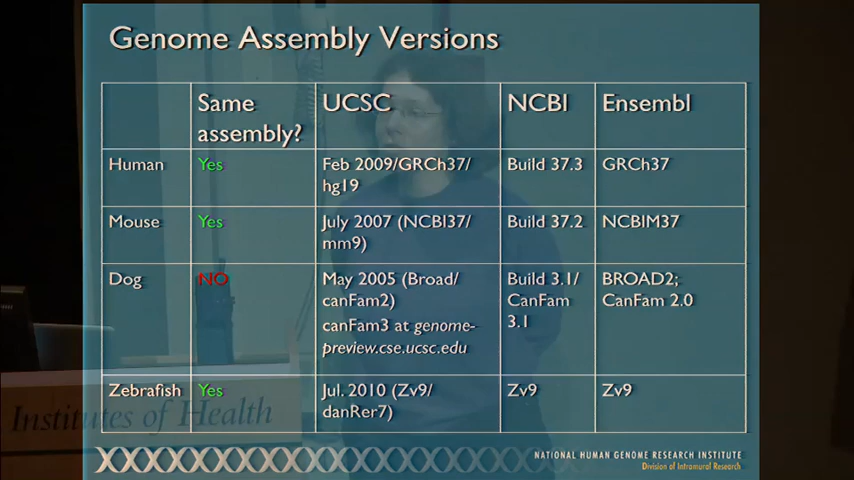 Genome Assembly Versions
Same assembly?
UCSC
NCBI
Ensembl
Human
Yes
Feb 2009/GRCh37/
hg19
Build 37.3
GRCh37
Mouse
Yes
July 2007 (NCBI37/
mm9)
Build 37.2
NCBIM37
Dog
NO
May 2005 (Broad/
canFam2)
canFam3 at genome-
preview.cse.ucsc.edu
Build 3.1/
CanFam
3.1
BROAD2;
CanFam 2.0
Zebrafish
Yes
Jul. 2010 (Zv9/
danRer7)
Zv9
Zv9
Institutes of Health
NATIONAL HUMAN GENOME RESEARCH INSTITUTE
Division of Intramural Research